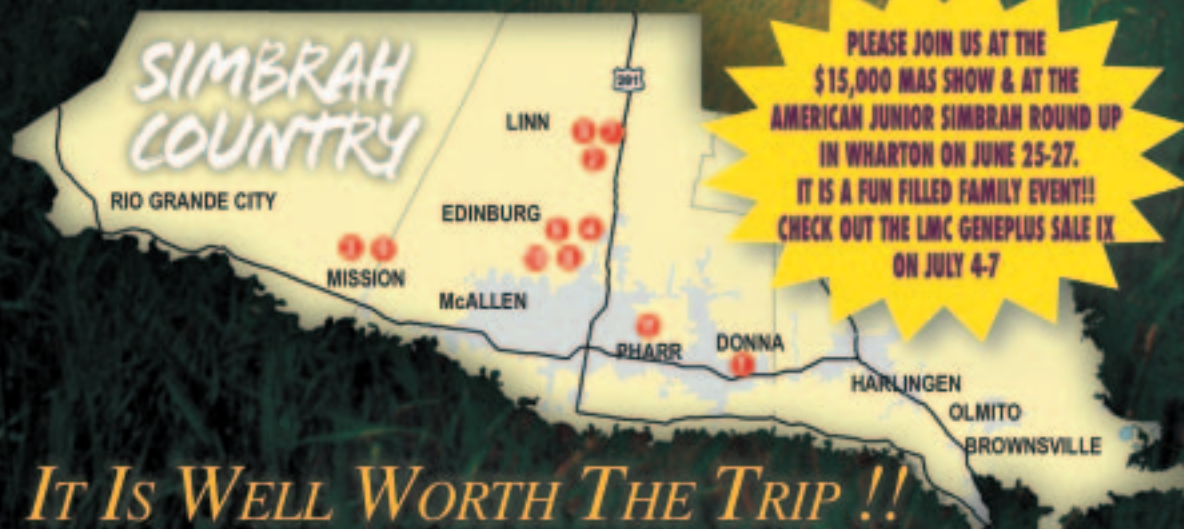 SIMBRAH
COUNTRY
PLEASE JOIN US AT THE
$15,000 MAS SHOW & AT THE
AMERICAN JUNIOR SIMBRAH ROUND UP
IN WHARTON ON JUNE 25-27.
IT IS A FUN FILLED FAMILY EVENT!!
CHECK OUT THE LMC GENEPLUS SALE IX
ON JULY 4-7
281
LINN
7
2
RIO GRANDE CITY
EDINBURG
4
MISSION
McALLEN
PHARR
DONNA
HARLINGEN
OLMITO
BROWNSVILLE
IT IS WELL WORTH THE TRIP !!